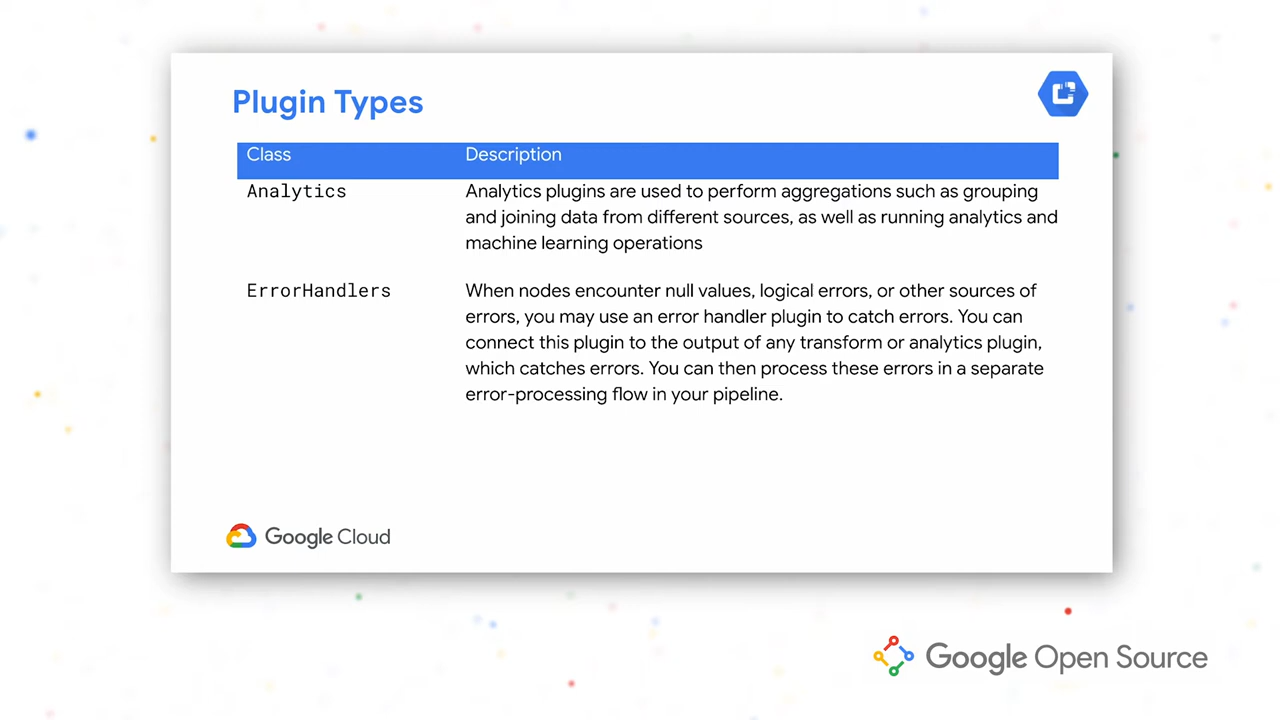 Plugin Types
Class Description
Analytics Analytics plugins are used to perform aggregations such as grouping
and joining data from different sources, as well as running analytics and
machine learning operations
ErrorHandlers When nodes encounter null values, logical errors, or other sources of
errors, you may use an error handler plugin to catch errors. You can
connect this plugin to the output of any transform or analytics plugin,
which catches errors. You can then process these errors in a separate
error-processing flow in your pipeline.
Google Cloud
Google Open Source